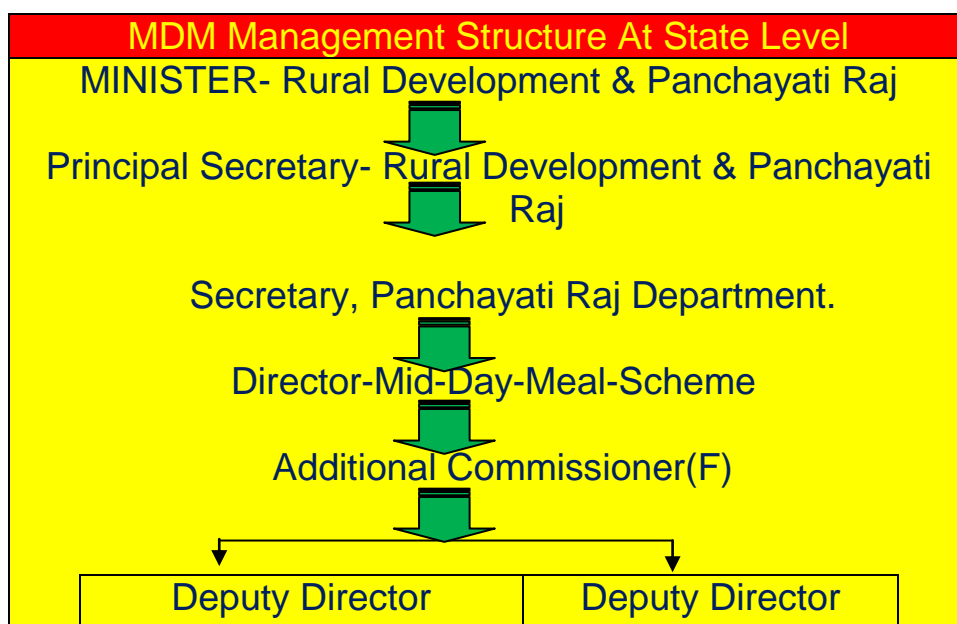 MDM Management Structure At State Level
MINISTER- Rural Development & Panchayati Raj
Principal Secretary- Rural Development & Panchayati
Raj
Secretary, Panchayati Raj Department.
Director-Mid-Day-Meal-Scheme
Additional Commissioner(F)
Deputy Director Deputy Director